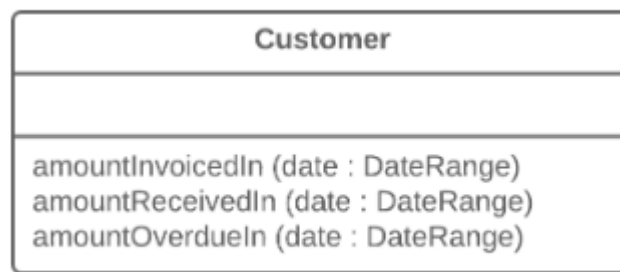 Customer
amountInvoicedIn (date : DateRange)
amountReceivedIn (date : DateRange)
amountOverdueIn (date : DateRange)